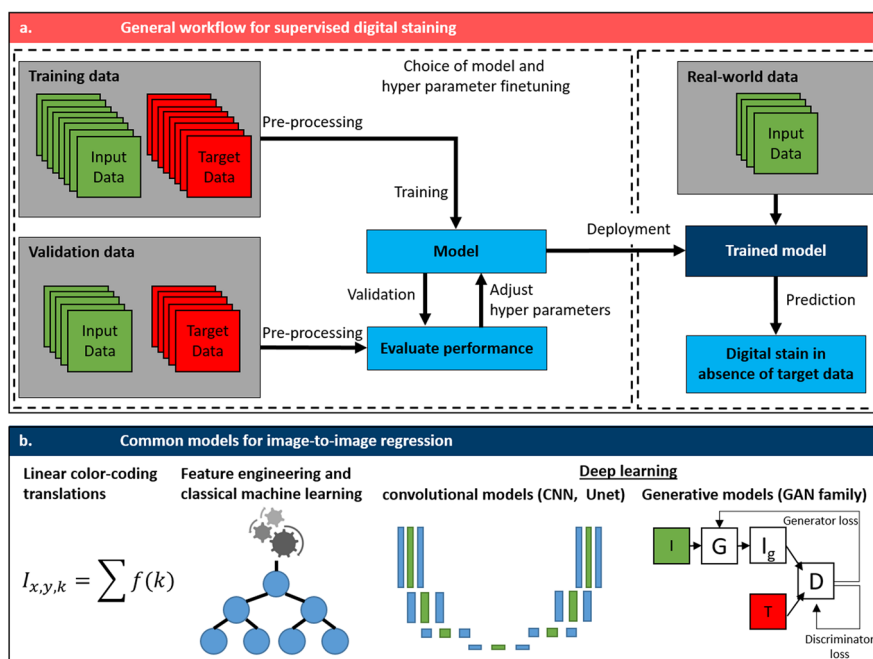 a. General workflow for supervised digital staining
Training data
Input
Data
Target
Data
Pre-processing
Choice of model and
hyper parameter finetuning
Training
Validation data
Input
Data
Target
Data
Pre-processing
Model
Validation
Adjust
hyper parameters
Evaluate performance
Deployment
Real-world data
Input
Data
Trained model
Prediction
Digital stain in
absence of target data
b. Common models for image-to-image regression
Linear color-coding
translations
I_{x,y,k} = ∑ f(k)
Feature engineering and
classical machine learning
Deep learning
convolutional models (CNN, Unet)
Generative models (GAN family)
Generator loss
I
G
I_g
D
T
Discriminator
loss